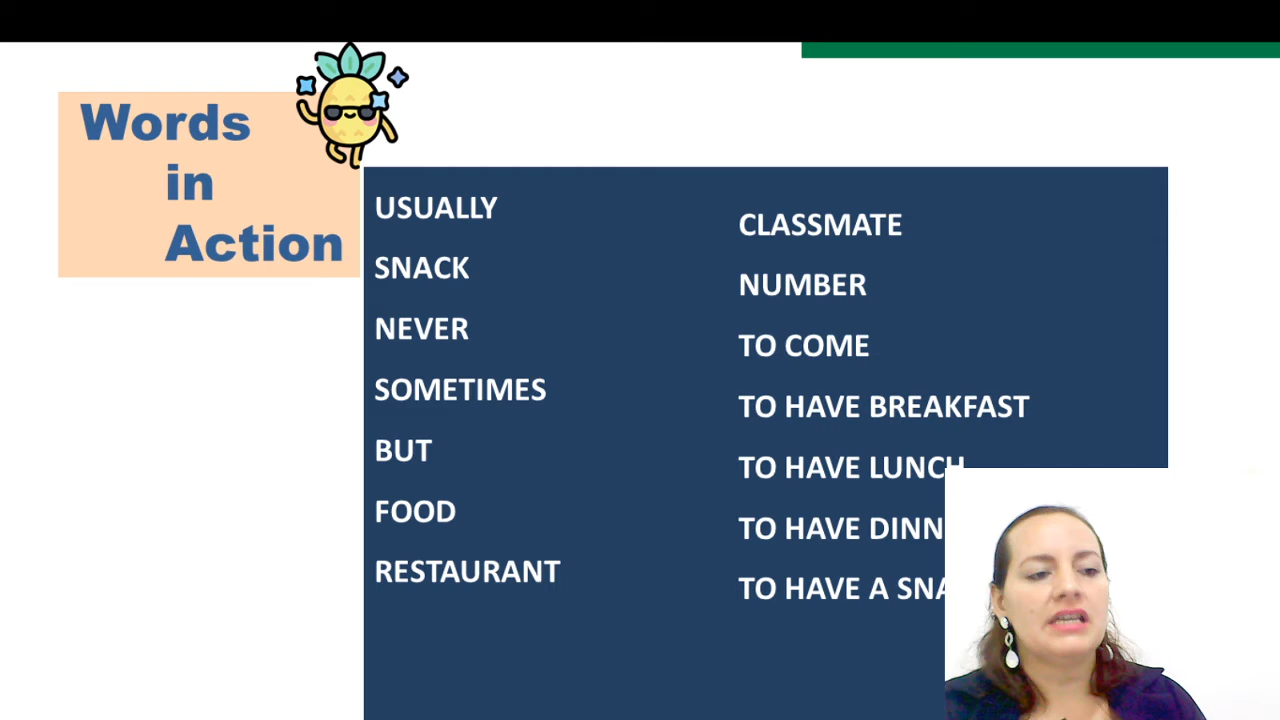 Words
in
Action
USUALLY
SNACK
NEVER
SOMETIMES
BUT
FOOD
RESTAURANT
CLASSMATE
NUMBER
TO COME
TO HAVE BREAKFAST
TO HAVE LUNCH
TO HAVE
TO HAVE A